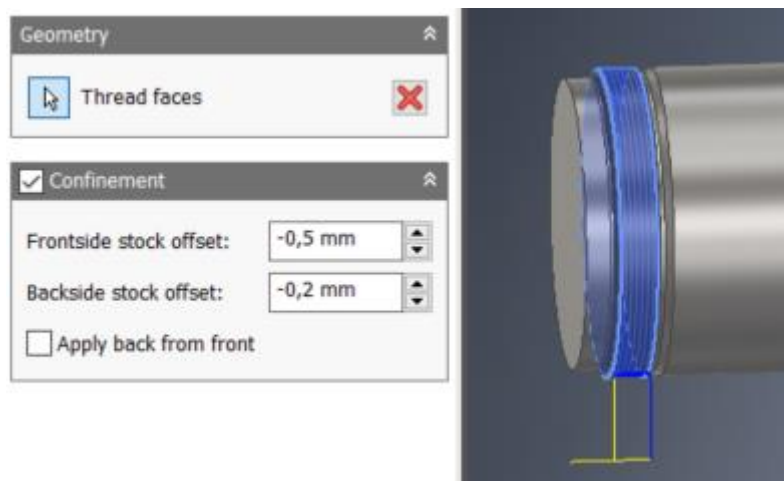 Geometry
Thread faces
Confinement
Frontside stock offset: -0,5 mm
Backside stock offset: -0,2 mm
Apply back from front